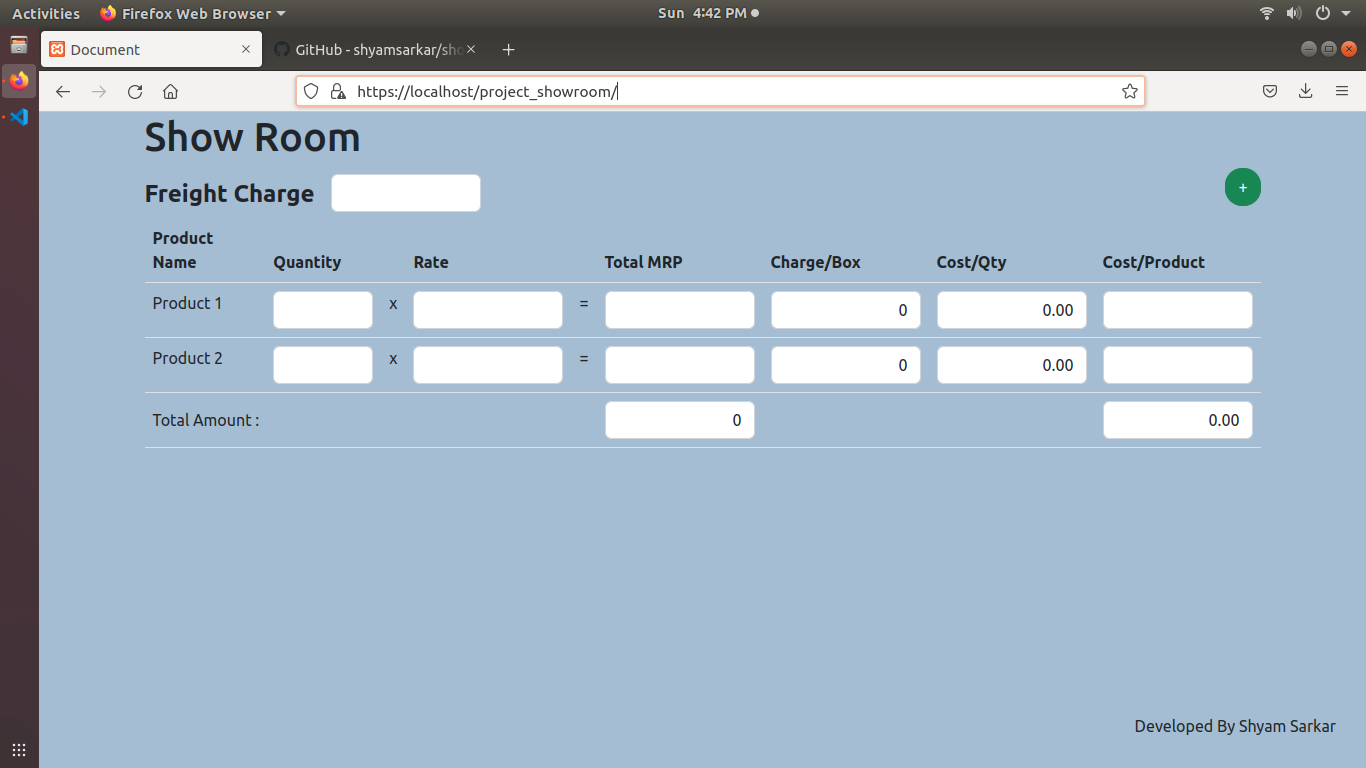 Activities Firefox Web Browser Sun 4:42 PM
Document GitHub - shyamsarkar/sho
https://localhost/project_showroom/
Show Room
Freight Charge +
Product
Name Quantity Rate Total MRP Charge/Box Cost/Qty Cost/Product
Product 1 x = 0 0.00
Product 2 x = 0 0.00
Total Amount : 0 0.00
Developed By Shyam Sarkar